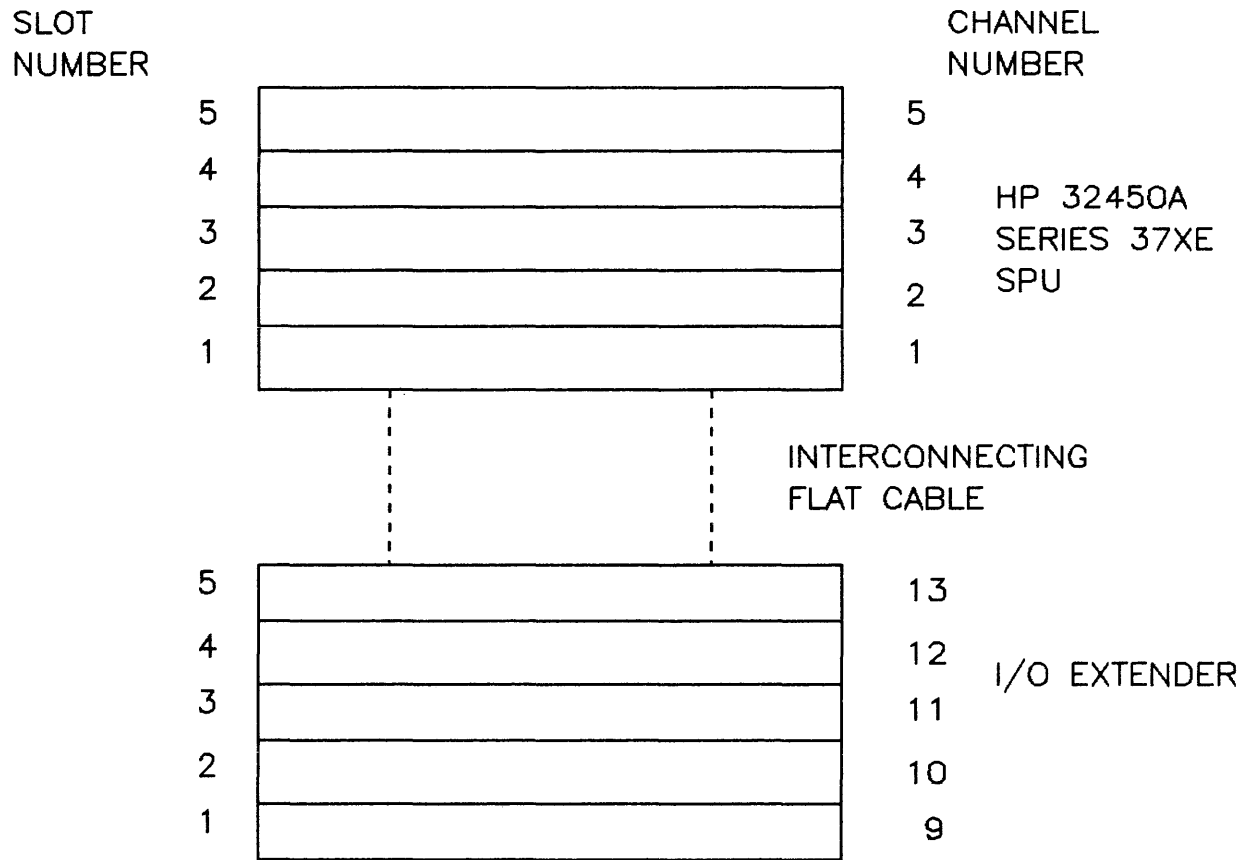 SLOT
NUMBER
CHANNEL
NUMBER
5 5
4 4
3 3
2 2
1 1
HP 32450A
SERIES 37XE
SPU
INTERCONNECTING
FLAT CABLE
5 13
4 12
3 11
2 10
1 9
I/O EXTENDER